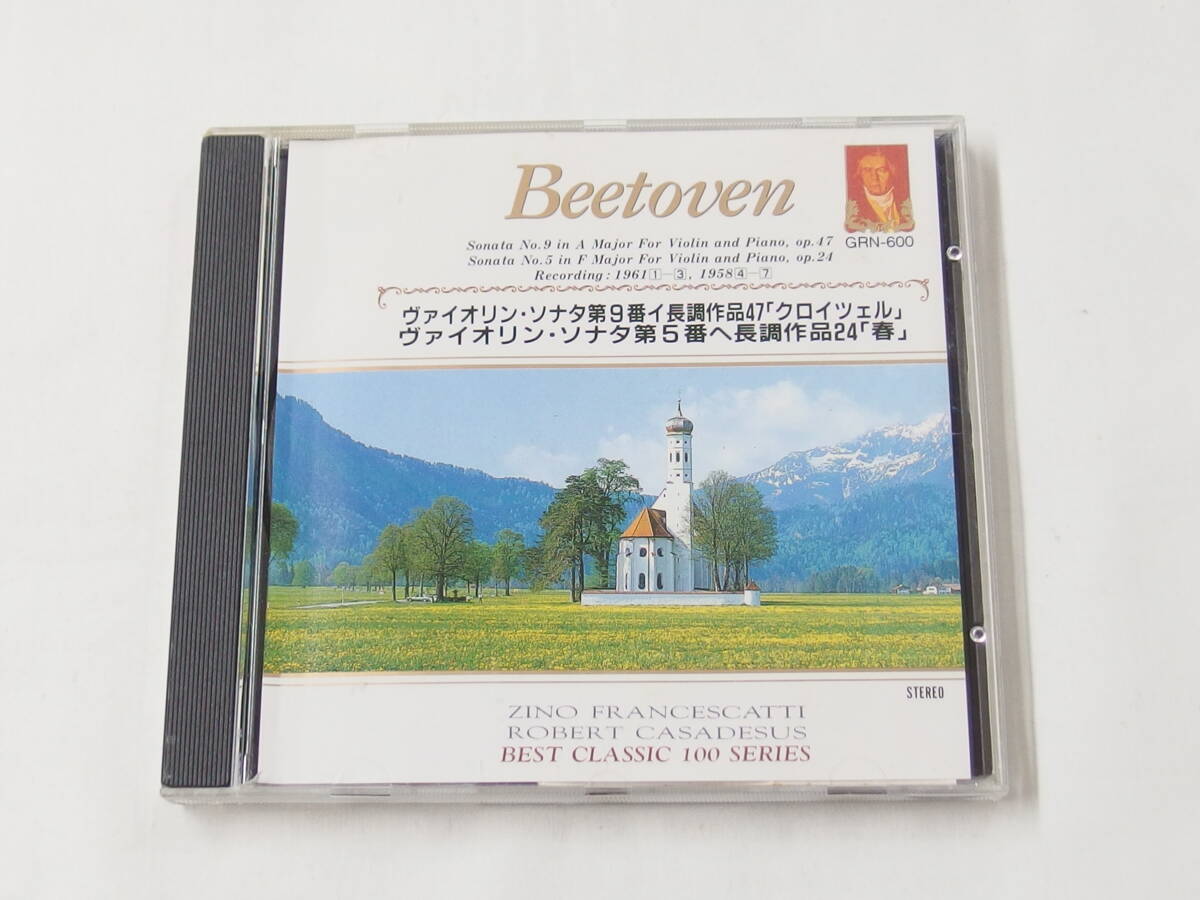 Beetoven
GRN-600
Sonata No.9 in A Major For Violin and Piano, op.47
Sonata No.5 in F Major For Violin and Piano, op.24
Recording: 1961 1-3, 1958 4-7
ヴァイオリン・ソナタ第9番イ長調作品47「クロイツェル」
ヴァイオリン・ソナタ第5番ヘ長調作品24「春」
STEREO
ZINO FRANCESCATTI
ROBERT CASADESUS
BEST CLASSIC 100 SERIES